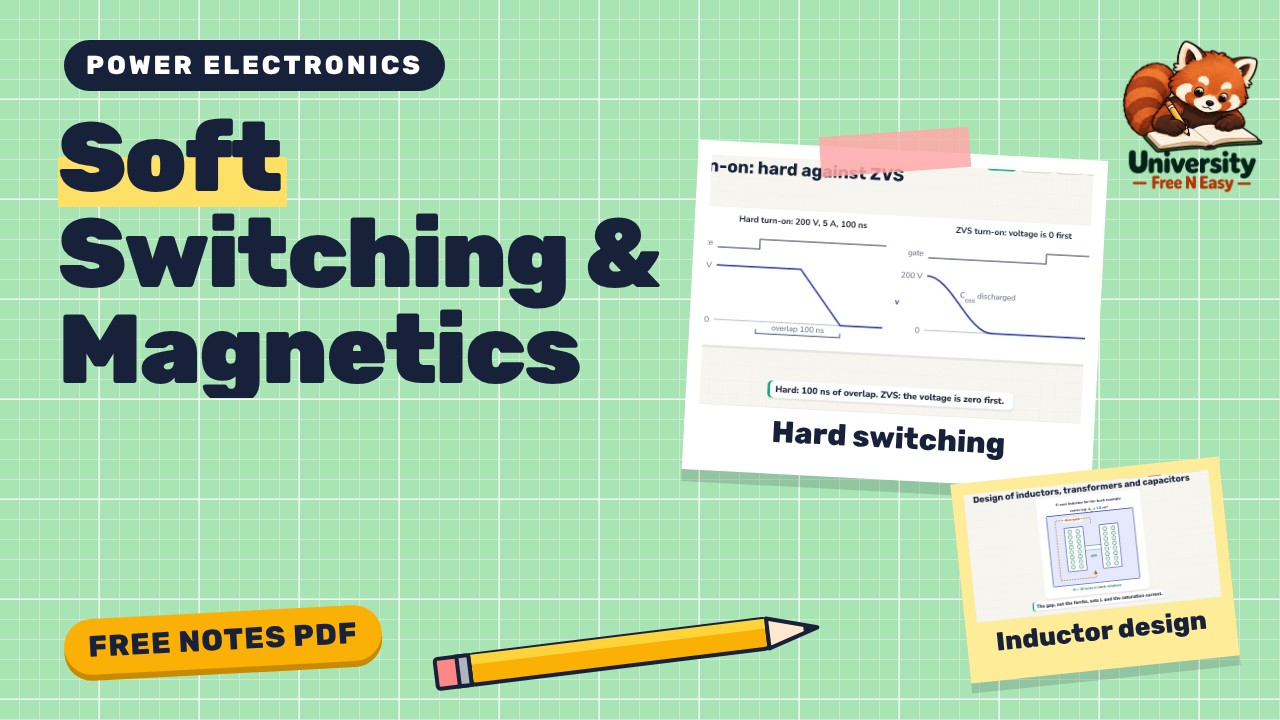 POWER ELECTRONICS
Soft
Switching &
Magnetics
University
Free N Easy
n-on: hard against ZVS
Hard turn-on: 200 V, 5 A, 100 ns
V
0
overlap 100 ns
ZVS turn-on: voltage is 0 first
gate
200 V
Coss discharged
v
0
Hard: 100 ns of overlap. ZVS: the voltage is zero first.
Hard switching
Design of inductors, transformers and capacitors
The gap, not the ferrite, sets L and the saturation current.
Inductor design
FREE NOTES PDF